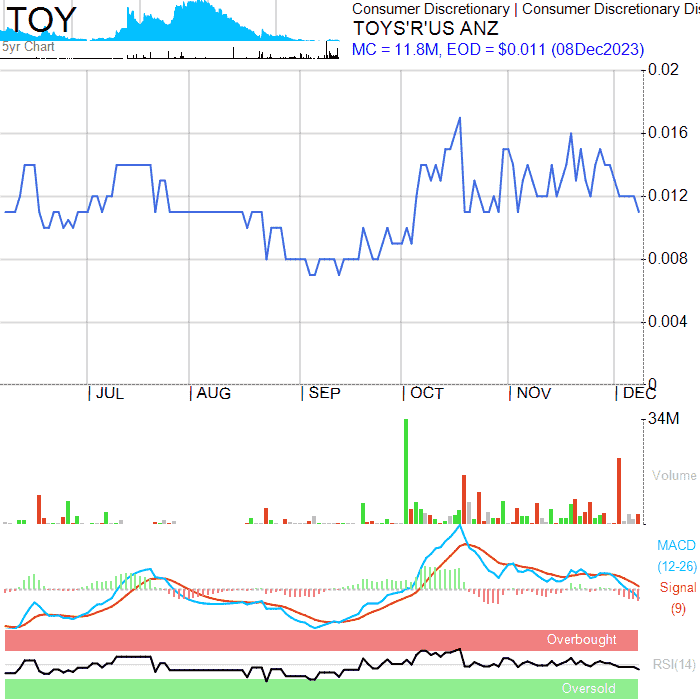 TOY
Consumer Discretionary | Consumer Discretionary Dis
TOYS'R'US ANZ
5yr Chart
MC = 11.8M, EOD = $0.011 (08Dec2023)
0.02
0.016
0.012
0.008
0.004
0
| JUL | AUG | SEP | OCT | NOV | DEC
34M
Volume
MACD
(12-26)
Signal
(9)
Overbought
RSI(14)
Oversold